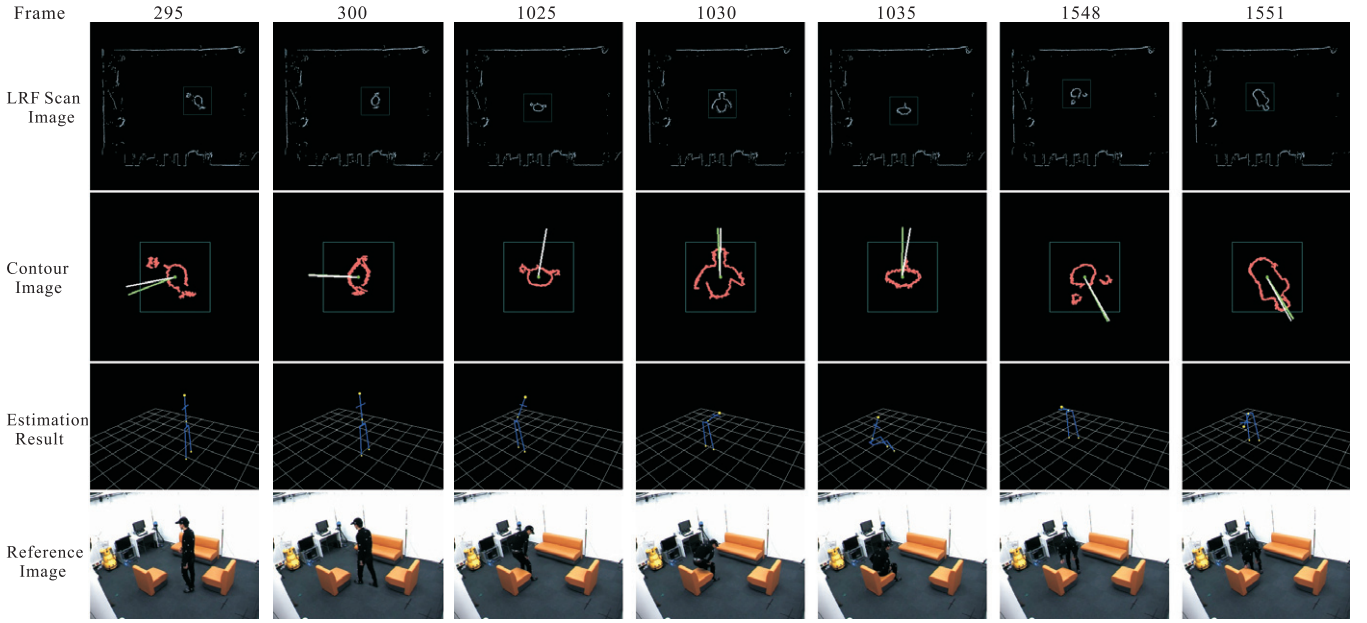 Frame 295 300 1025 1030 1035 1548 1551
LRF Scan
Image
Contour
Image
Estimation
Result
Reference
Image